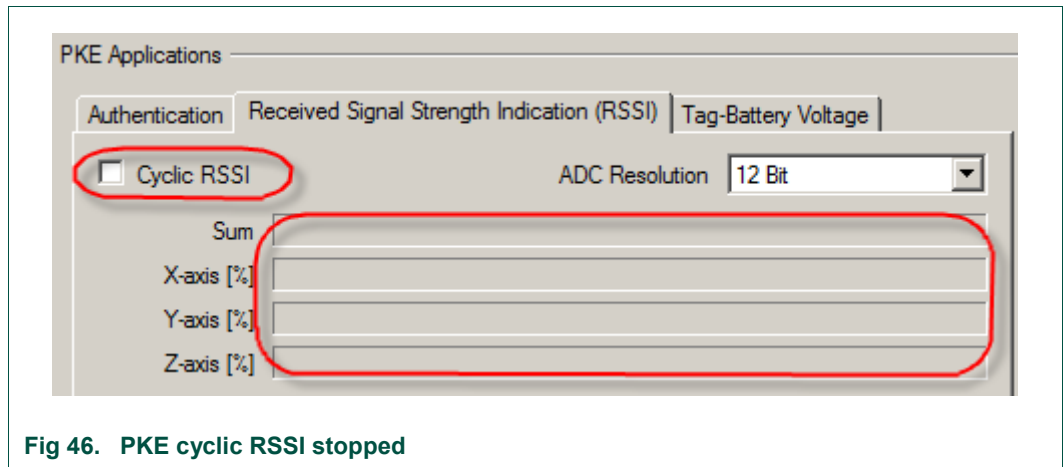 PKE Applications
Authentication Received Signal Strength Indication (RSSI) Tag-Battery Voltage
Cyclic RSSI ADC Resolution 12 Bit
Sum
X-axis [%]
Y-axis [%]
Z-axis [%]
Fig 46. PKE cyclic RSSI stopped